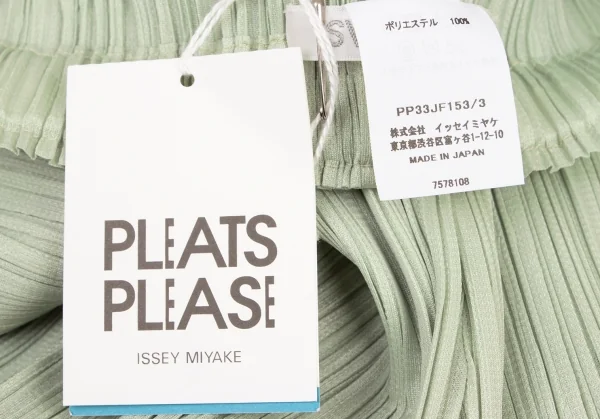 PLEATS
PLEASE
ISSEY MIYAKE
ポリエステル 100%
PP33JF153/3
株式会社 イッセイミヤケ
東京都渋谷区富ヶ谷1-12-10
MADE IN JAPAN
7578108